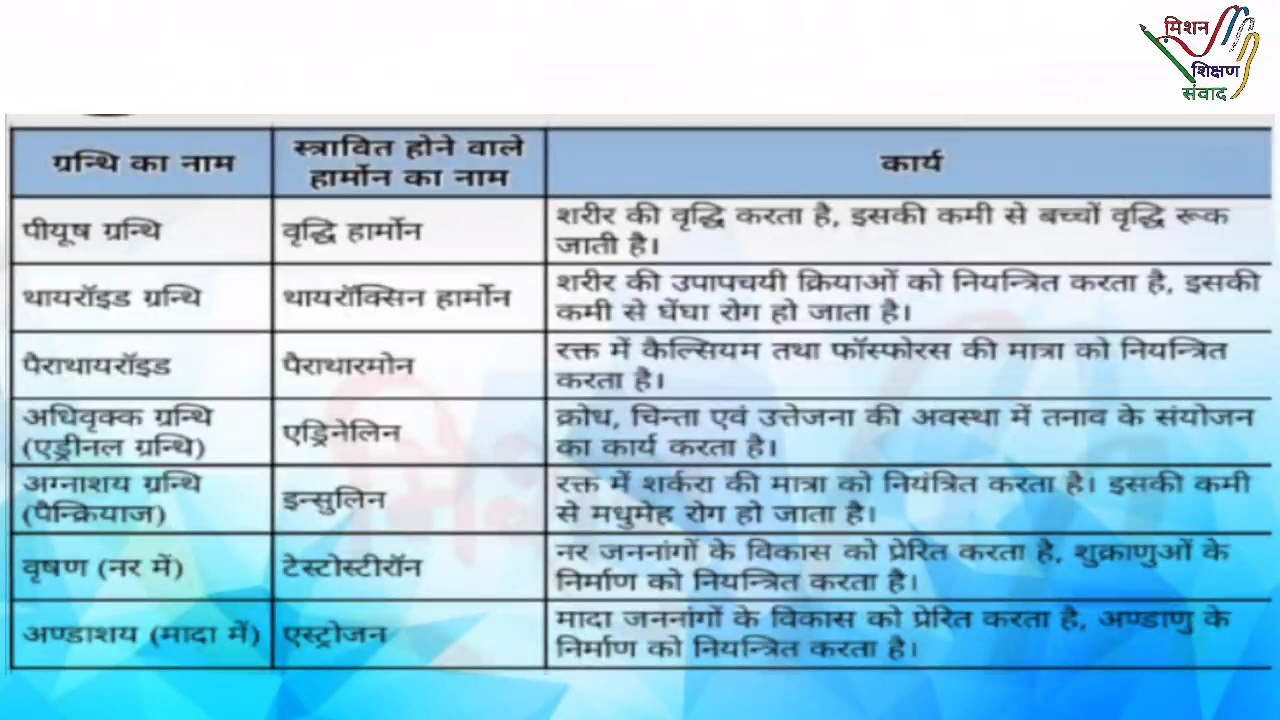 मिशन
शिक्षण
संवाद
ग्रन्थि का नाम
स्त्रावित होने वाले
हार्मोन का नाम
कार्य
पीयूष ग्रन्थि
वृद्धि हार्मोन
शरीर की वृद्धि करता है, इसकी कमी से बच्चों वृद्धि रूक
जाती है।
थायरॉइड ग्रन्थि
थायरॉक्सिन हार्मोन
शरीर की उपापचयी क्रियाओं को नियन्त्रित करता है, इसकी
कमी से घेंघा रोग हो जाता है।
पैराथायरॉइड
पैराथारमोन
रक्त में कैल्सियम तथा फॉस्फोरस की मात्रा को नियन्त्रित
करता है।
अधिवृक्क ग्रन्थि
(एड्रीनल ग्रन्थि)
एड्रिनेलिन
क्रोध, चिन्ता एवं उत्तेजना की अवस्था में तनाव के संयोजन
का कार्य करता है।
अग्नाशय ग्रन्थि
(पैन्क्रियाज)
इन्सुलिन
रक्त में शर्करा की मात्रा को नियंत्रित करता है। इसकी कमी
से मधुमेह रोग हो जाता है।
वृषण (नर में)
टेस्टोस्टीरॉन
नर जननांगों के विकास को प्रेरित करता है, शुक्राणुओं के
निर्माण को नियन्त्रित करता है।
अण्डाशय (मादा में)
एस्ट्रोजन
मादा जननांगों के विकास को प्रेरित करता है, अण्डाणु के
निर्माण को नियन्त्रित करता है।